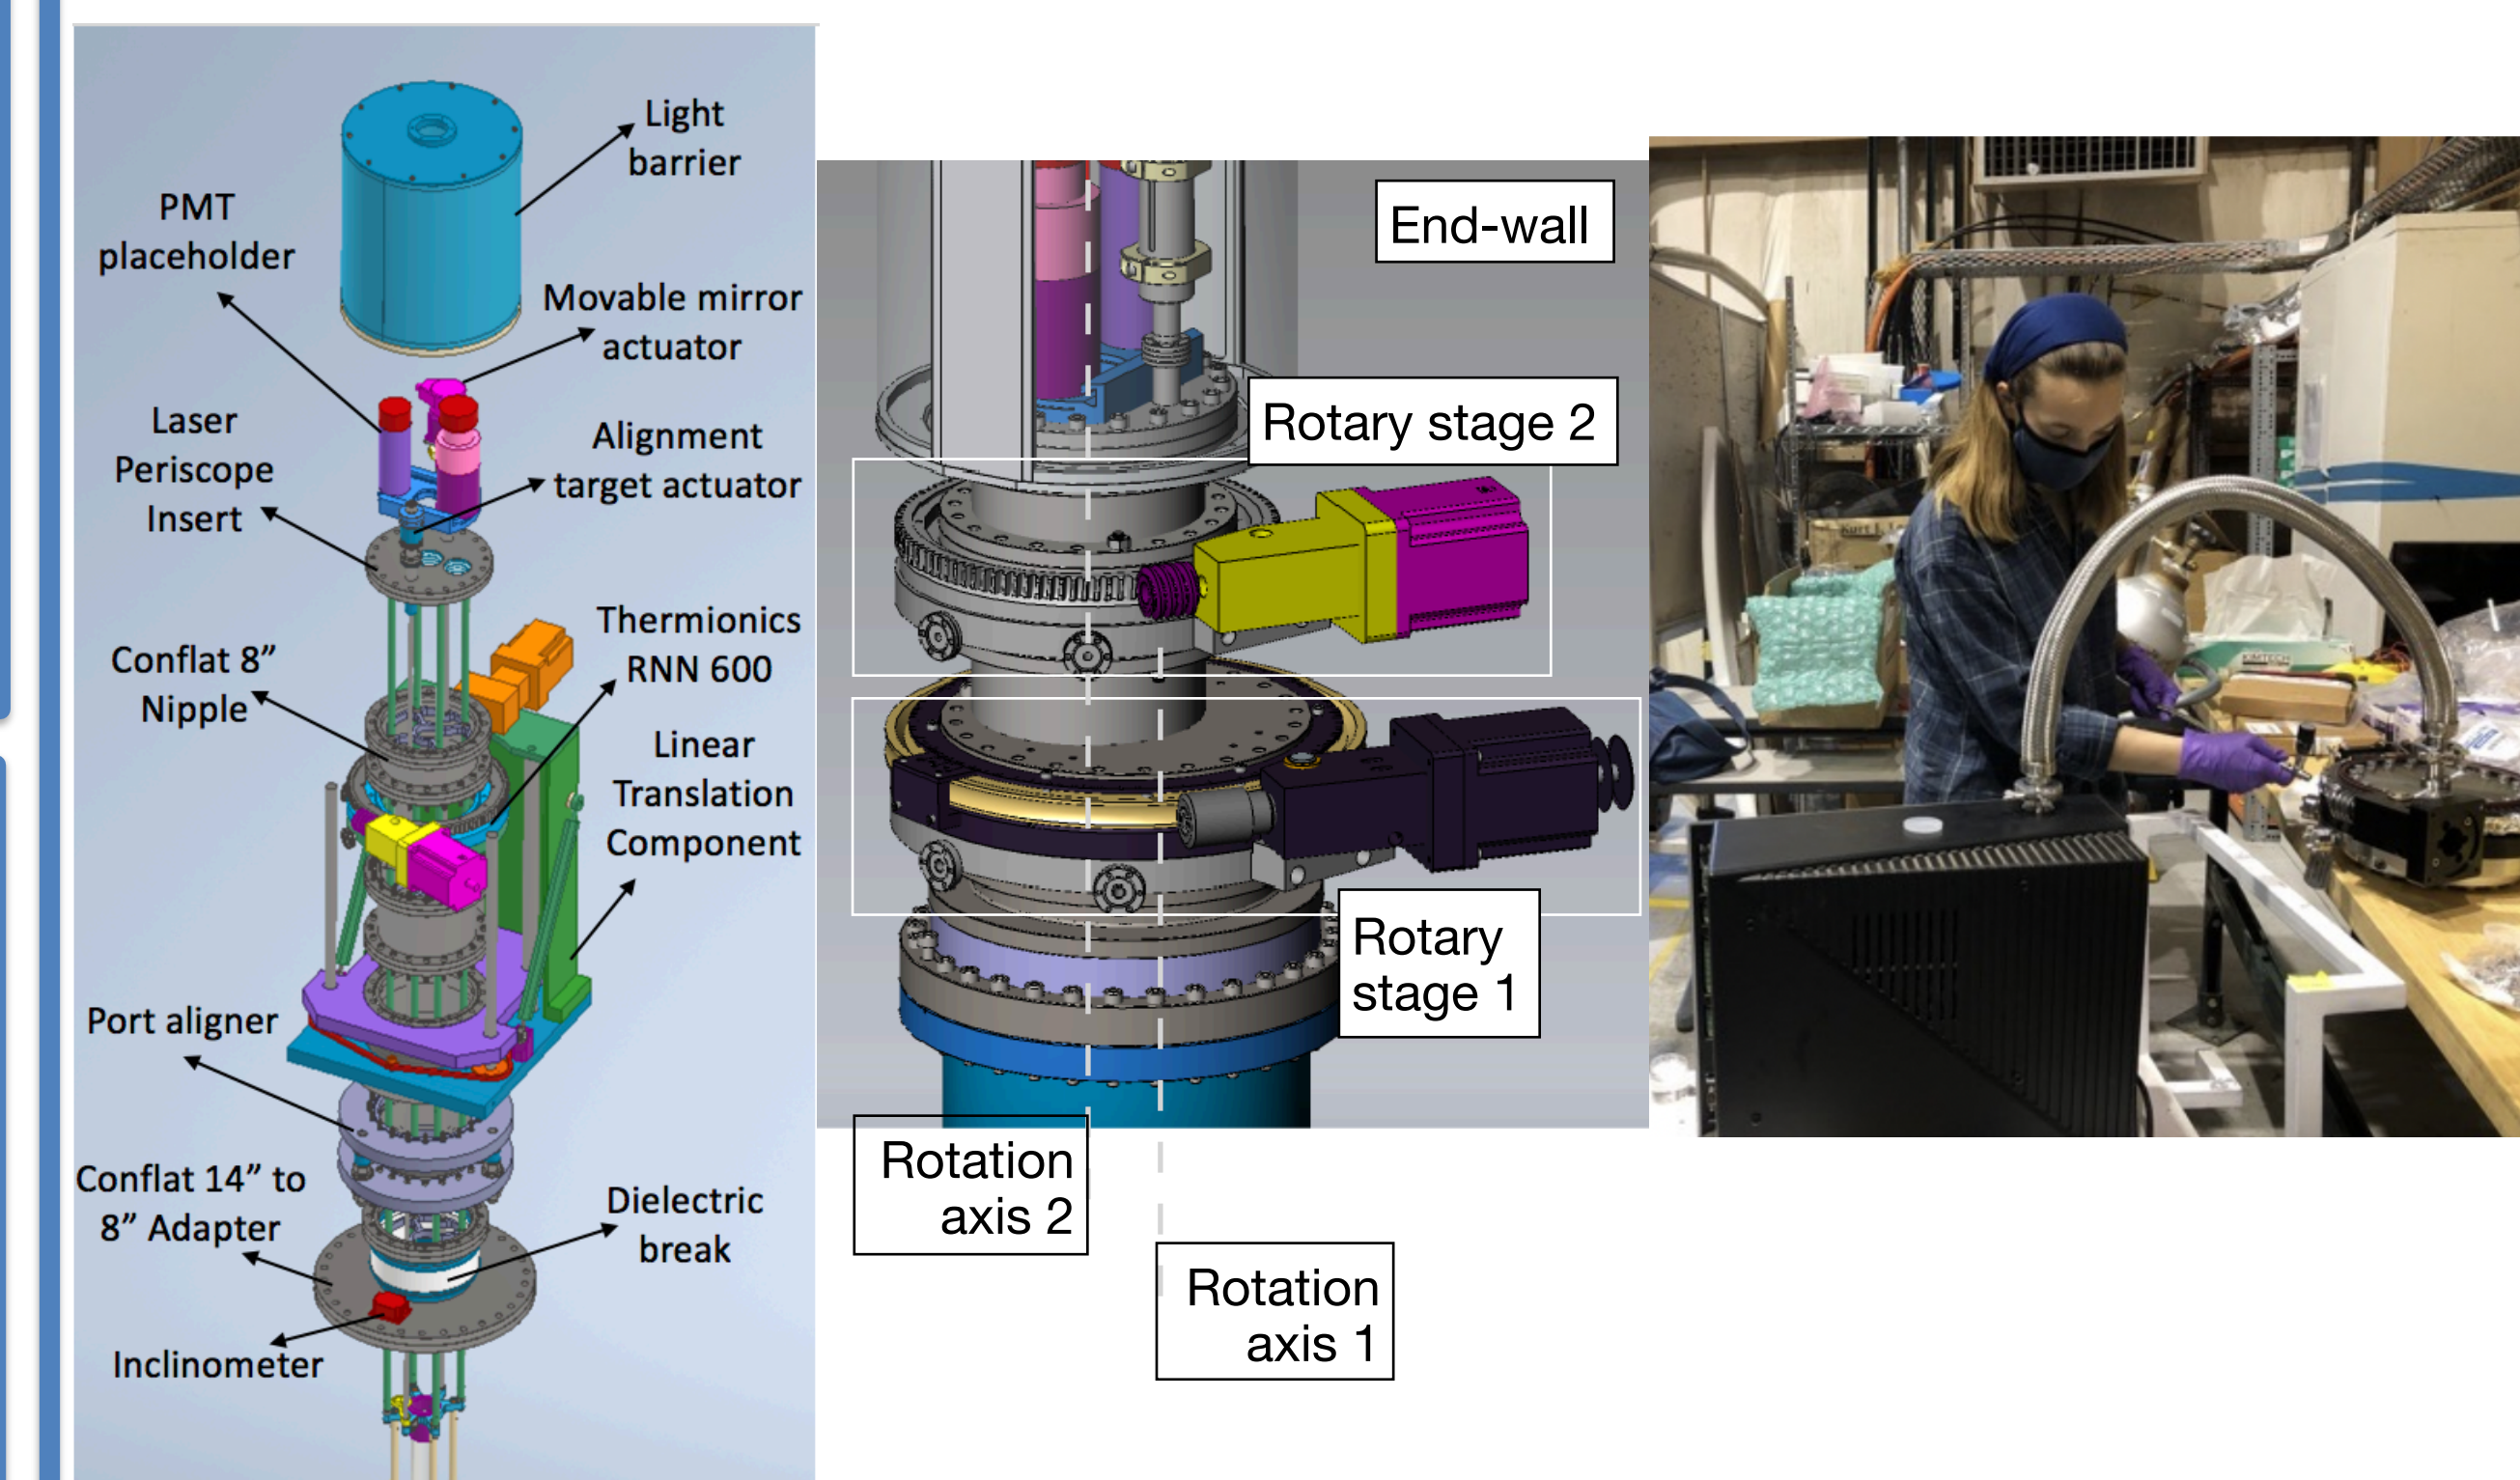 Light
barrier
PMT
placeholder
Movable mirror
actuator
Laser
Periscope
Insert
Alignment
target actuator
Thermionics
RNN 600
Conflat 8”
Nipple
Linear
Translation
Component
Port aligner
Conflat 14” to
8” Adapter
Dielectric
break
Inclinometer
End-wall
Rotary stage 2
Rotary
stage 1
Rotation
axis 2
Rotation
axis 1
KIMTECH